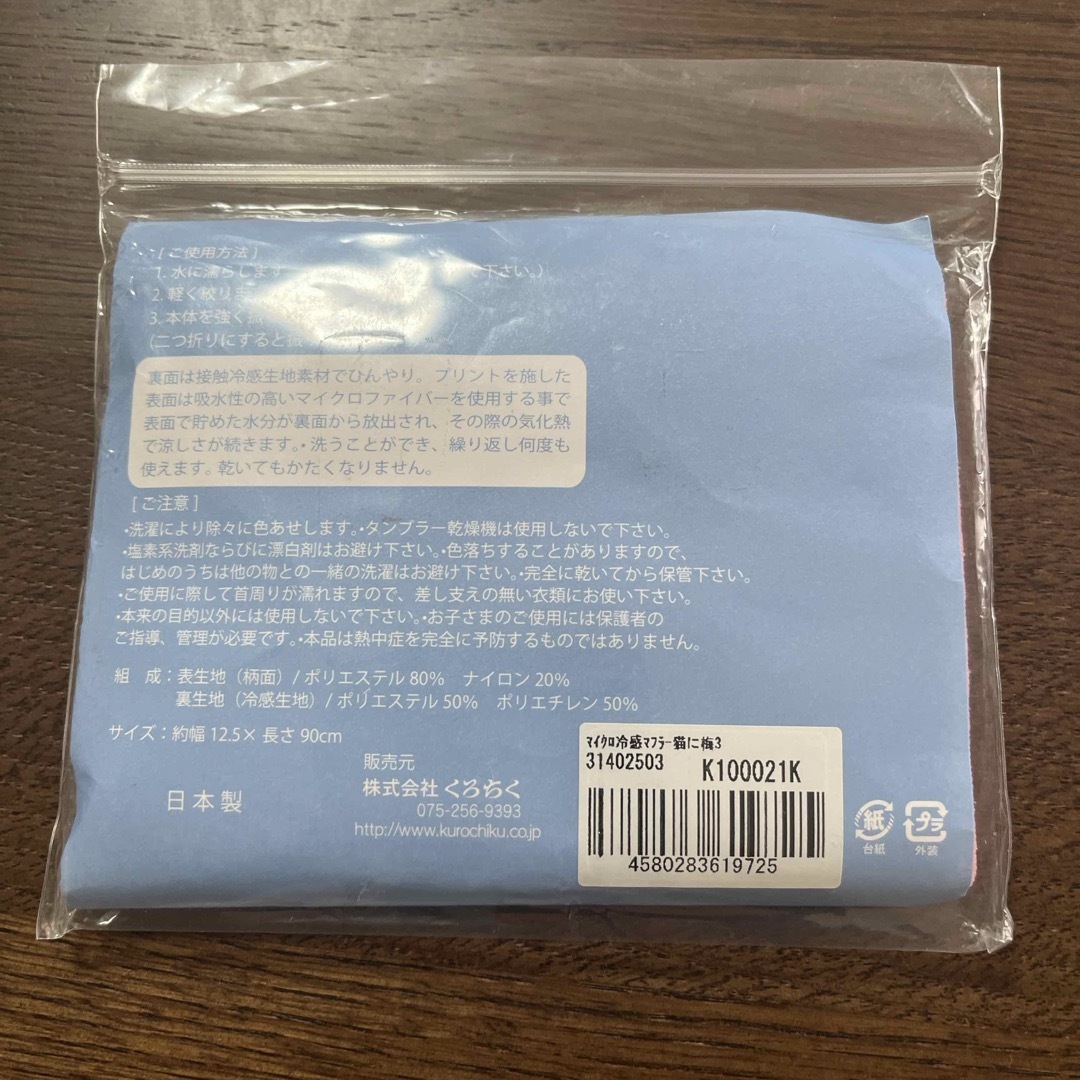 [ご使用方法]
1. 水に濡らします 下さい。)
2. 軽く絞りま
3. 本体を強く
(二つ折りにすると振
裏面は接触冷感生地素材でひんやり。プリントを施した
表面は吸水性の高いマイクロファイバーを使用する事で
表面で貯めた水分が裏面から放出され、その際の気化熱
で涼しさが続きます。・洗うことができ、繰り返し何度も
使えます。乾いてもかたくなりません。
[ご注意]
・洗濯により除々に色あせします。・タンブラー乾燥機は使用しないで下さい。
・塩素系洗剤ならびに漂白剤はお避け下さい。・色落ちすることがありますので、
はじめのうちは他の物との一緒の洗濯はお避け下さい。・完全に乾いてから保管下さい。
・ご使用に際して首周りが濡れますので、差し支えの無い衣類にお使い下さい。
・本来の目的以外には使用しないで下さい。・お子さまのご使用には保護者の
ご指導、管理が必要です。・本品は熱中症を完全に予防するものではありません。
組 成：表生地（柄面）/ ポリエステル 80% ナイロン 20%
裏生地（冷感生地）/ ポリエステル 50% ポリエチレン 50%
サイズ：約幅 12.5× 長さ 90cm
販売元
株式会社 くろちく
075-256-9393
http://www.kurochiku.co.jp
日本製
ﾏｲｸﾛ冷感ﾏﾌﾗｰ猫に梅3
31402503 K100021K
4580283619725
紙
台紙
プラ
外装